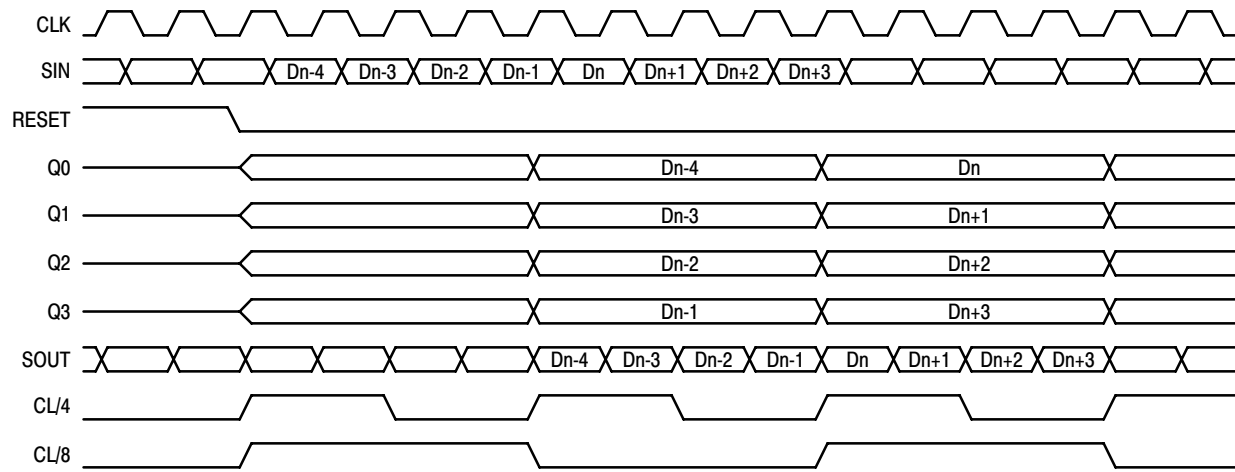 CLK
SIN Dn-4 Dn-3 Dn-2 Dn-1 Dn Dn+1 Dn+2 Dn+3
RESET
Q0 Dn-4 Dn
Q1 Dn-3 Dn+1
Q2 Dn-2 Dn+2
Q3 Dn-1 Dn+3
SOUT Dn-4 Dn-3 Dn-2 Dn-1 Dn Dn+1 Dn+2 Dn+3
CL/4
CL/8